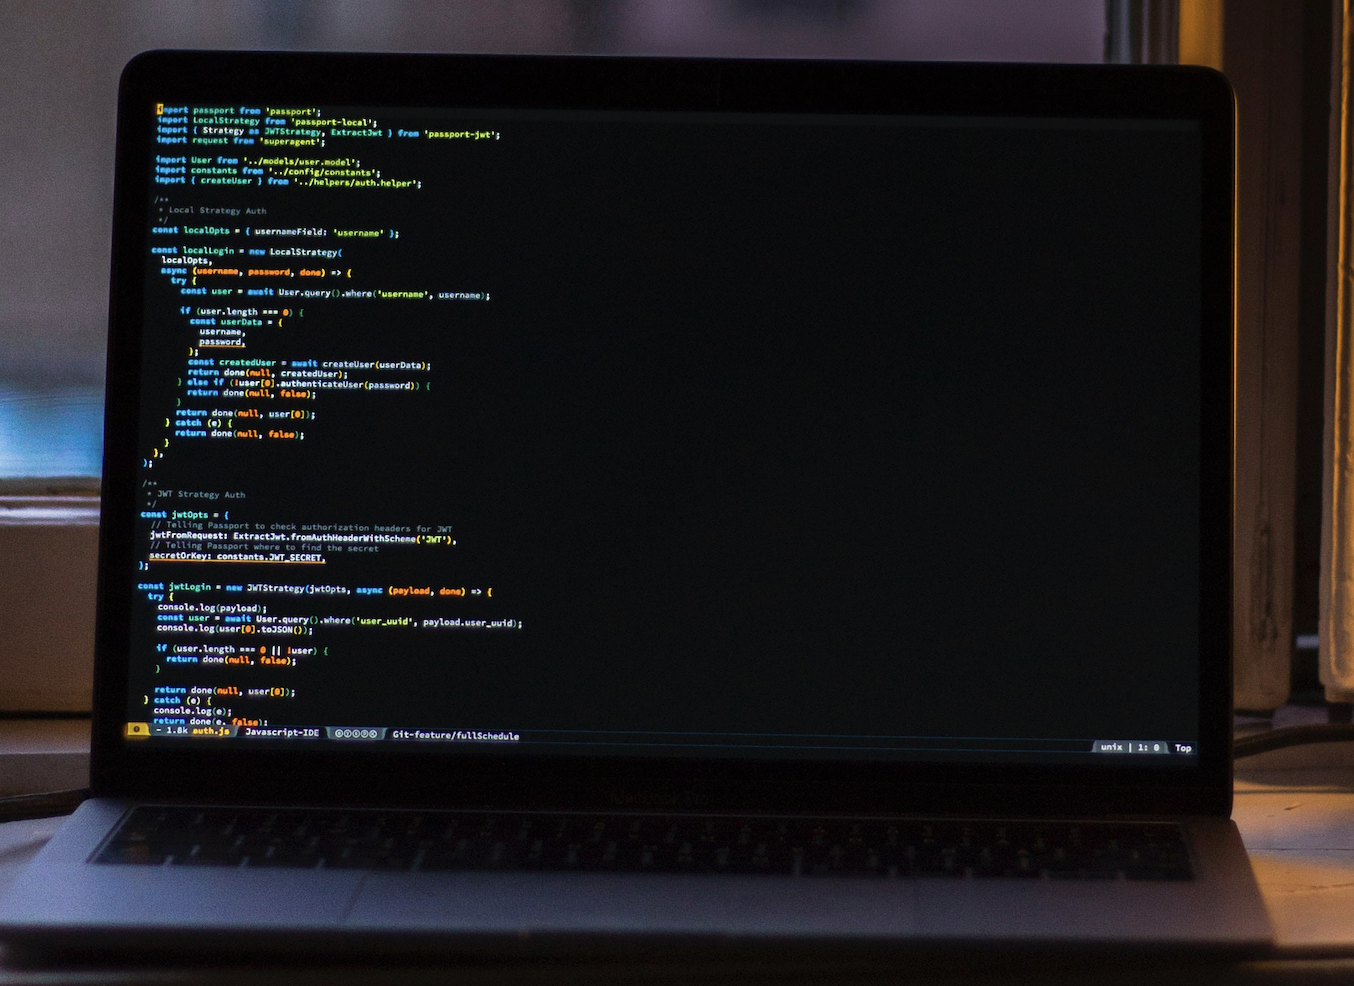 import passport from 'passport';
import LocalStrategy from 'passport-local';
import { Strategy as JWTStrategy, ExtractJwt } from 'passport-jwt';
import request from 'superagent';
import User from '../models/user.model';
import constants from '../config/constants';
import { createUser } from '../helpers/auth.helper';
/**
* Local Strategy Auth
*/
const localOpts = { usernameField: 'username' };
const localLogin = new LocalStrategy(
localOpts,
async (username, password, done) => {
try {
const user = await User.query().where('username', username);
if (user.length === 0) {
const userData = {
username,
password,
};
const createdUser = await createUser(userData);
return done(null, createdUser);
} else if (!user[0].authenticateUser(password)) {
return done(null, false);
}
return done(null, user[0]);
} catch (e) {
return done(null, false);
}
},
);
/**
* JWT Strategy Auth
*/
const jwtOpts = {
// Telling Passport to check authorization headers for JWT
jwtFromRequest: ExtractJwt.fromAuthHeaderWithScheme('JWT'),
// Telling Passport where to find the secret
secretOrKey: constants.JWT_SECRET,
};
const jwtLogin = new JWTStrategy(jwtOpts, async (payload, done) => {
try {
console.log(payload);
const user = await User.query().where('user_uuid', payload.user_uuid);
console.log(user[0].toJSON());
if (user.length === 0 || !user) {
return done(null, false);
}
return done(null, user[0]);
} catch (e) {
console.log(e);
return done(e, false);
- 1.8k auth.js Javascript-IDE Git-feature/fullSchedule unix | 1: 0 Top